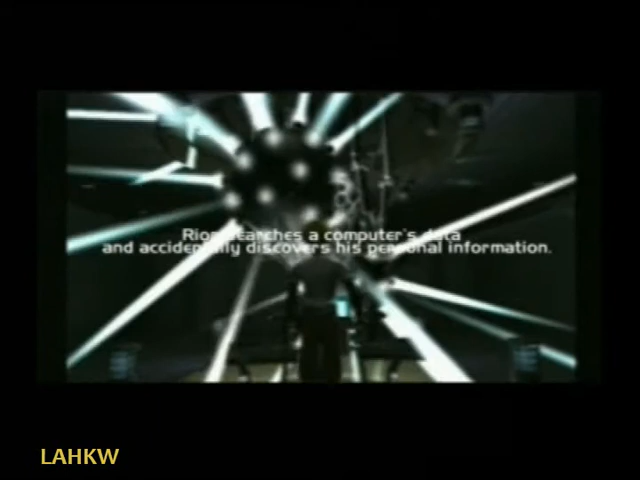 Rion searches a computer's data
and accidentally discovers his personal information.
LAHKW